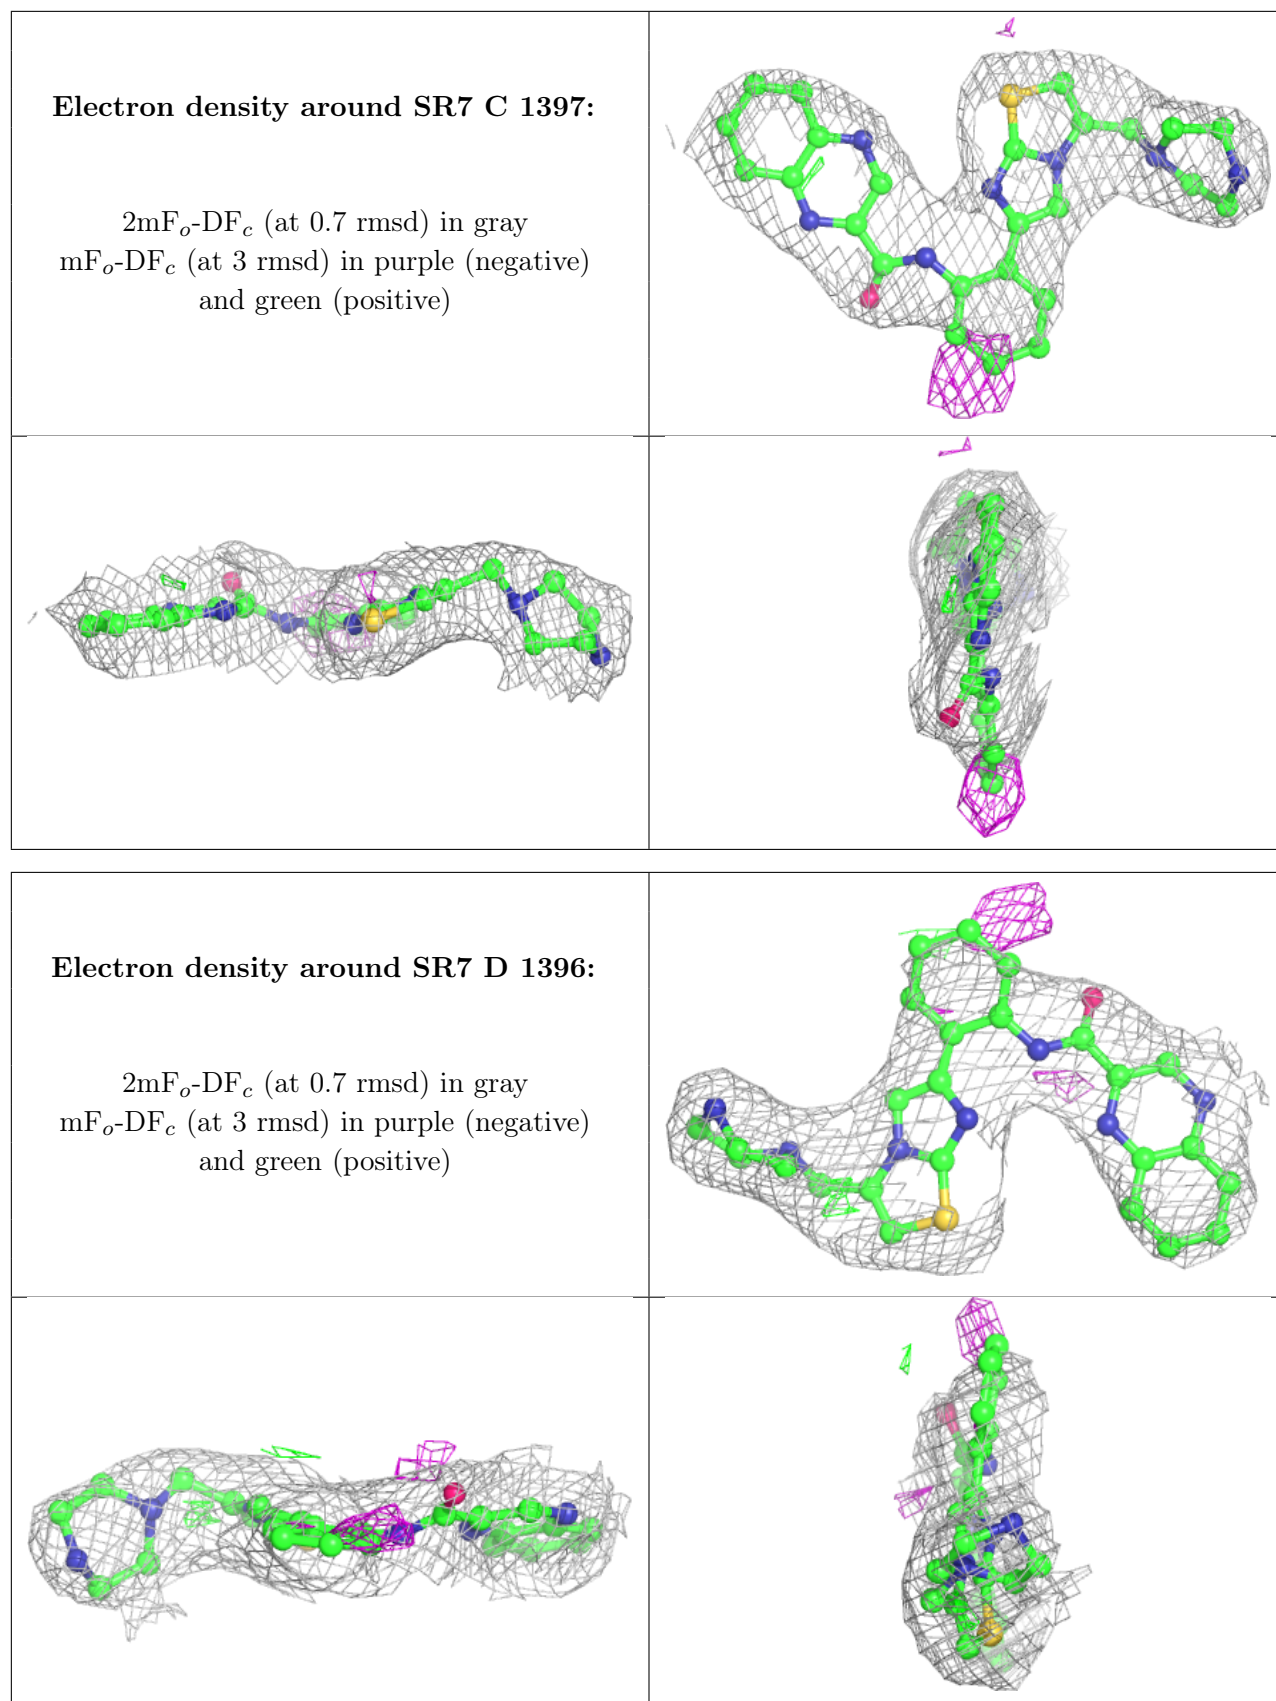 Electron density around SR7 C 1397:
2mFo-DFc (at 0.7 rmsd) in gray
mFo-DFc (at 3 rmsd) in purple (negative)
and green (positive)
Electron density around SR7 D 1396:
2mFo-DFc (at 0.7 rmsd) in gray
mFo-DFc (at 3 rmsd) in purple (negative)
and green (positive)